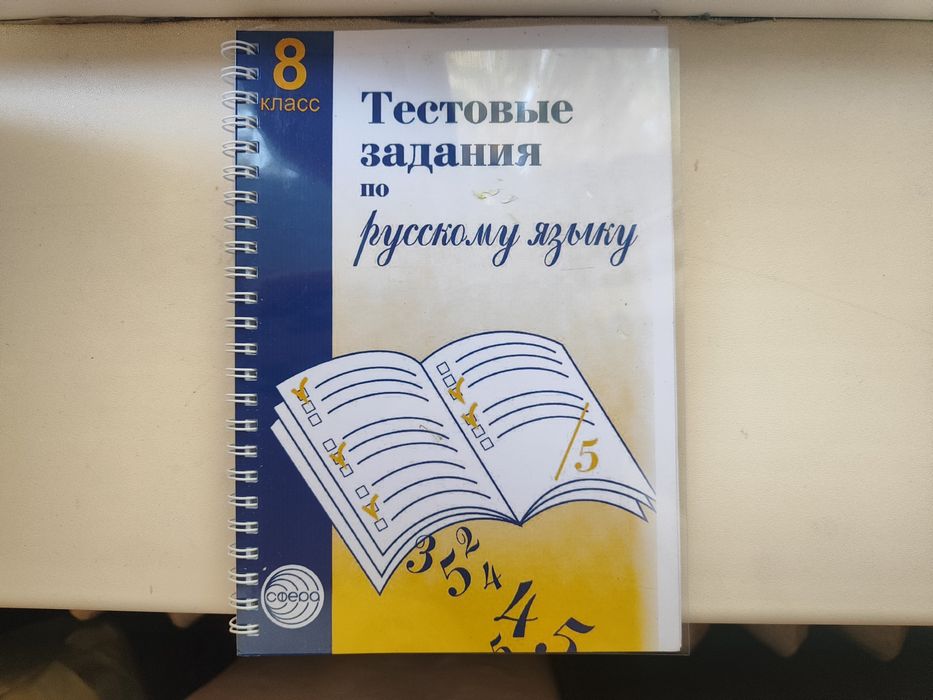 8
класс
Тестовые
задания
по
русскому языку
/5
3
5
2
4
4
5
5
сфера